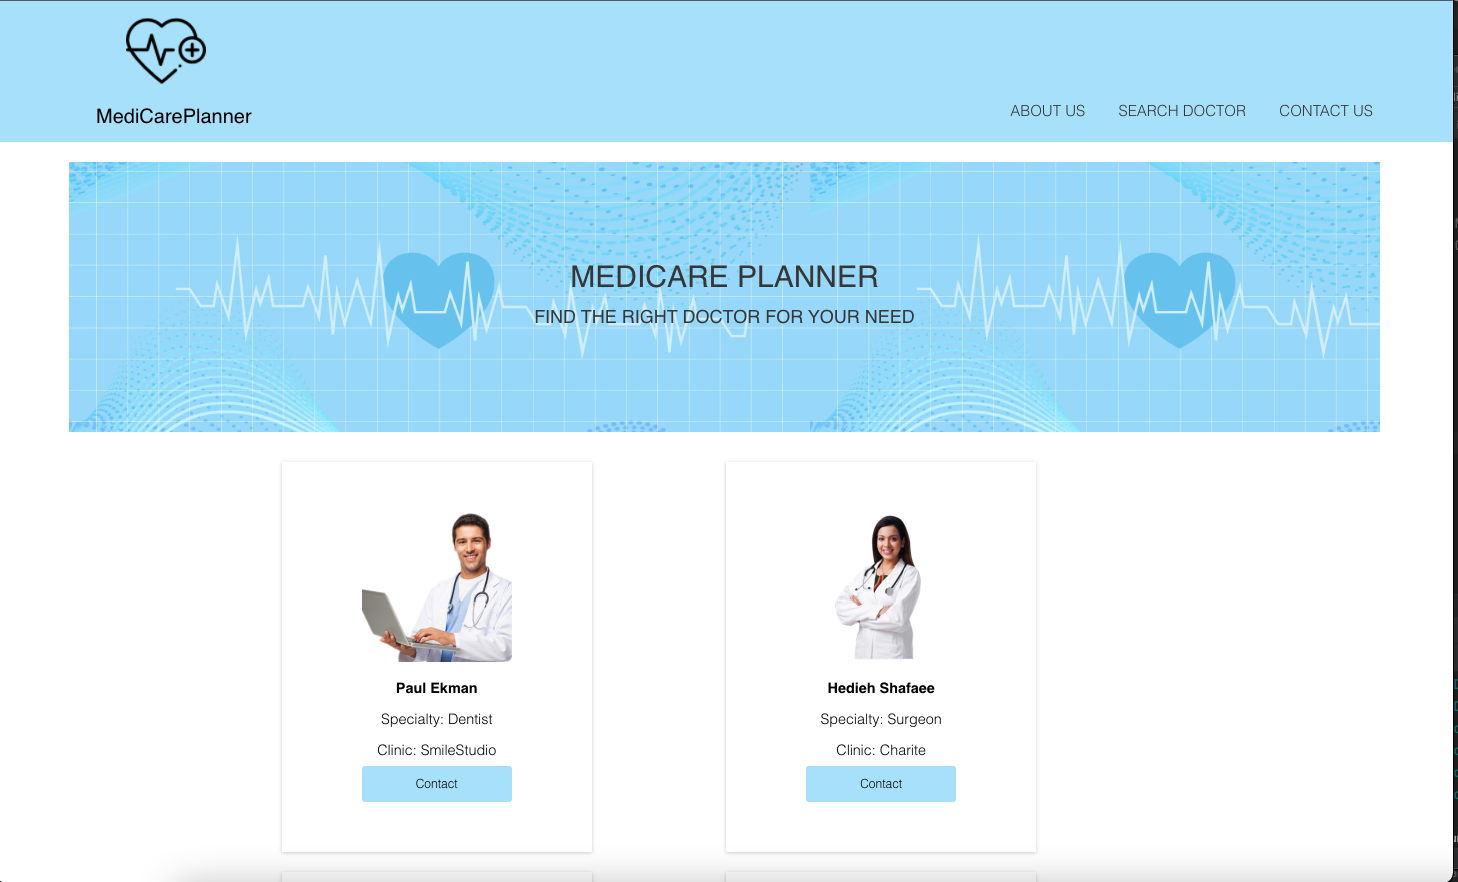 MediCarePlanner
ABOUT US SEARCH DOCTOR CONTACT US
MEDICARE PLANNER
FIND THE RIGHT DOCTOR FOR YOUR NEED
Paul Ekman
Specialty: Dentist
Clinic: SmileStudio
Contact
Hedieh Shafaee
Specialty: Surgeon
Clinic: Charite
Contact